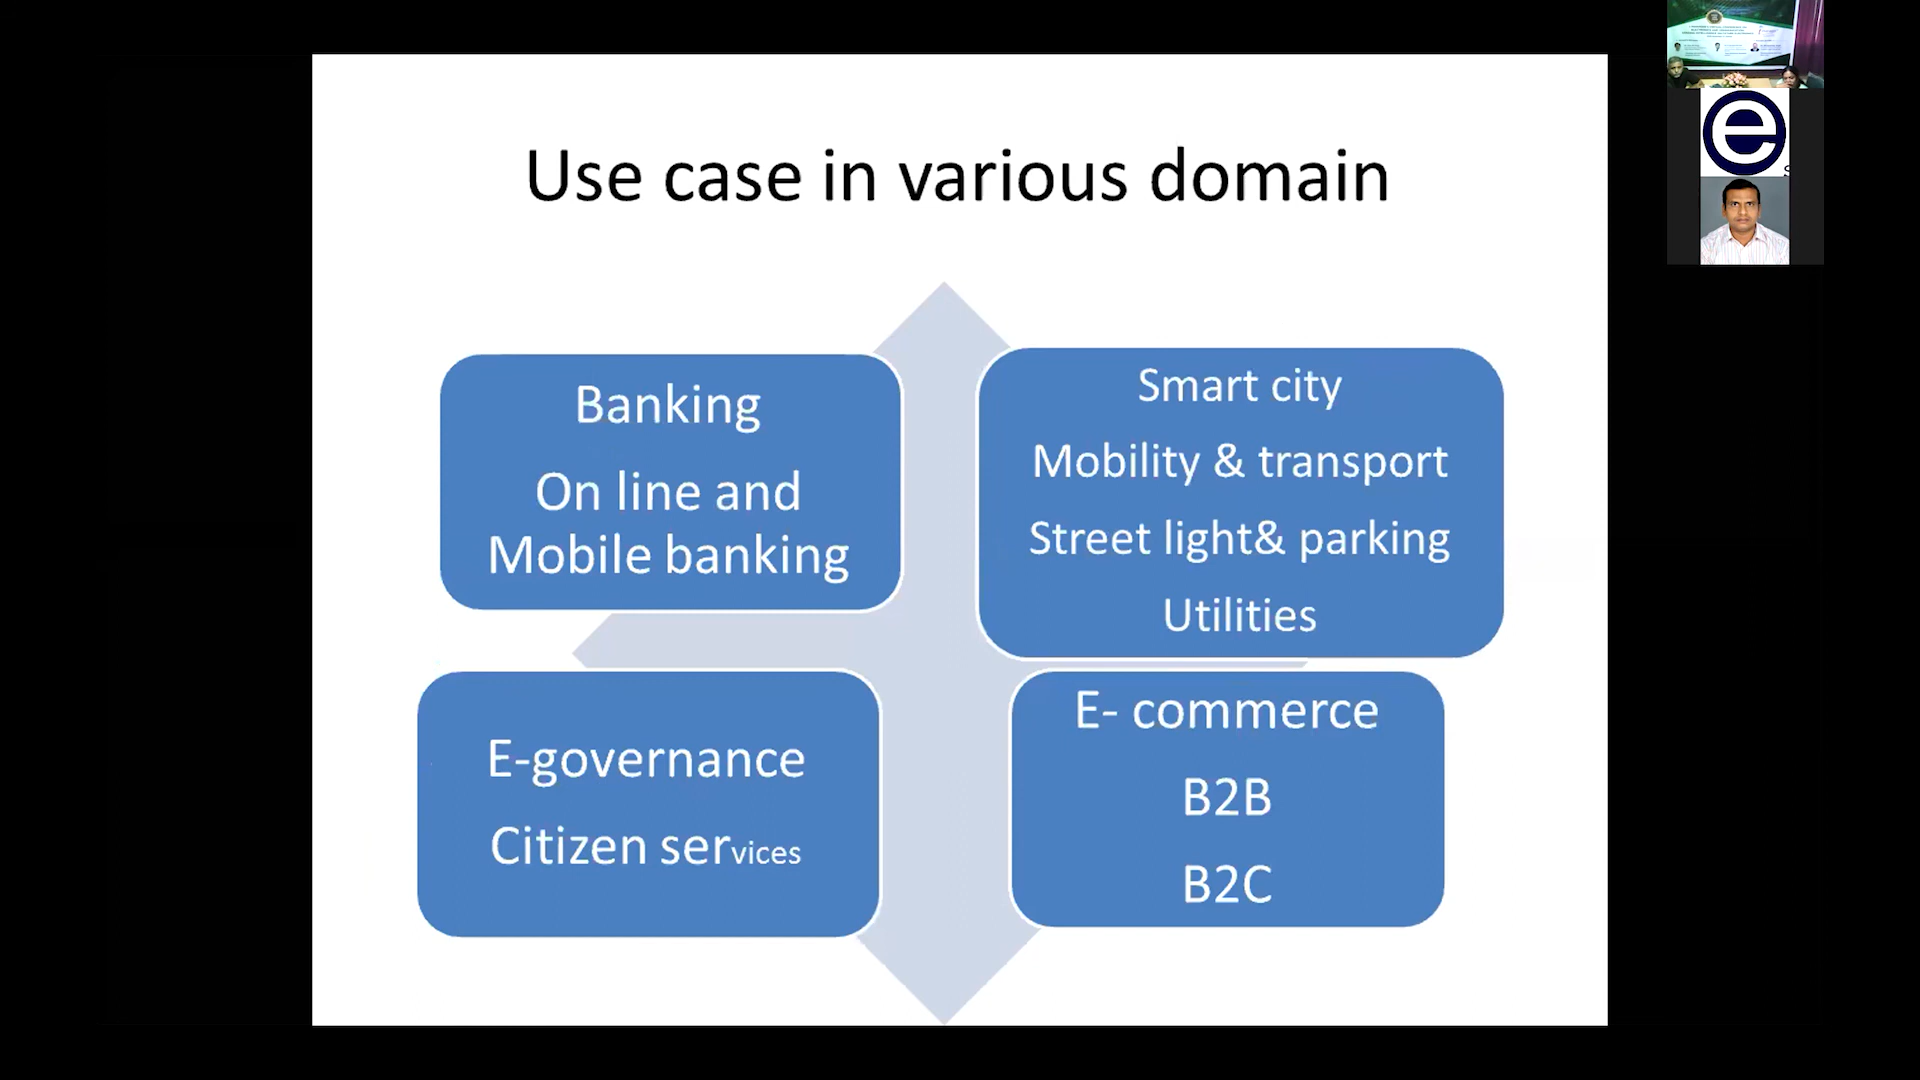 Use case in various domain
Banking
On line and
Mobile banking
Smart city
Mobility & transport
Street light& parking
Utilities
E-governance
Citizen services
E- commerce
B2B
B2C